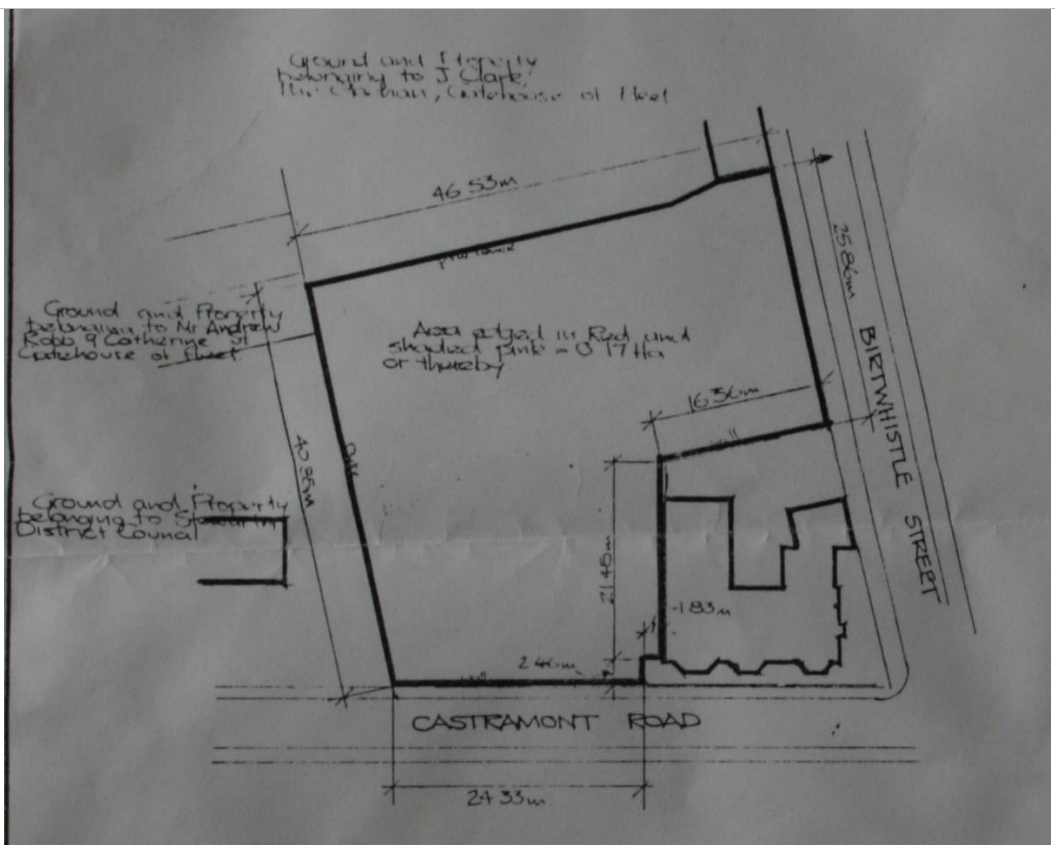 Ground and Property
belonging to J Clark,
Gatehouse of Fleet
46.53m
25.86m
Ground and Property
belonging to Mr Andrew
Robb 9 Catherine St
Gatehouse of Fleet
Area edged in Red and
shaded pink = 0.17Ha
or thereby
16.36m
BIRTWHISTLE STREET
40.85m
Ground and Property
belonging to Stewartry
District Council
21.45m
1.83m
2.46m
wall
wall
CASTRAMONT ROAD
24.33m